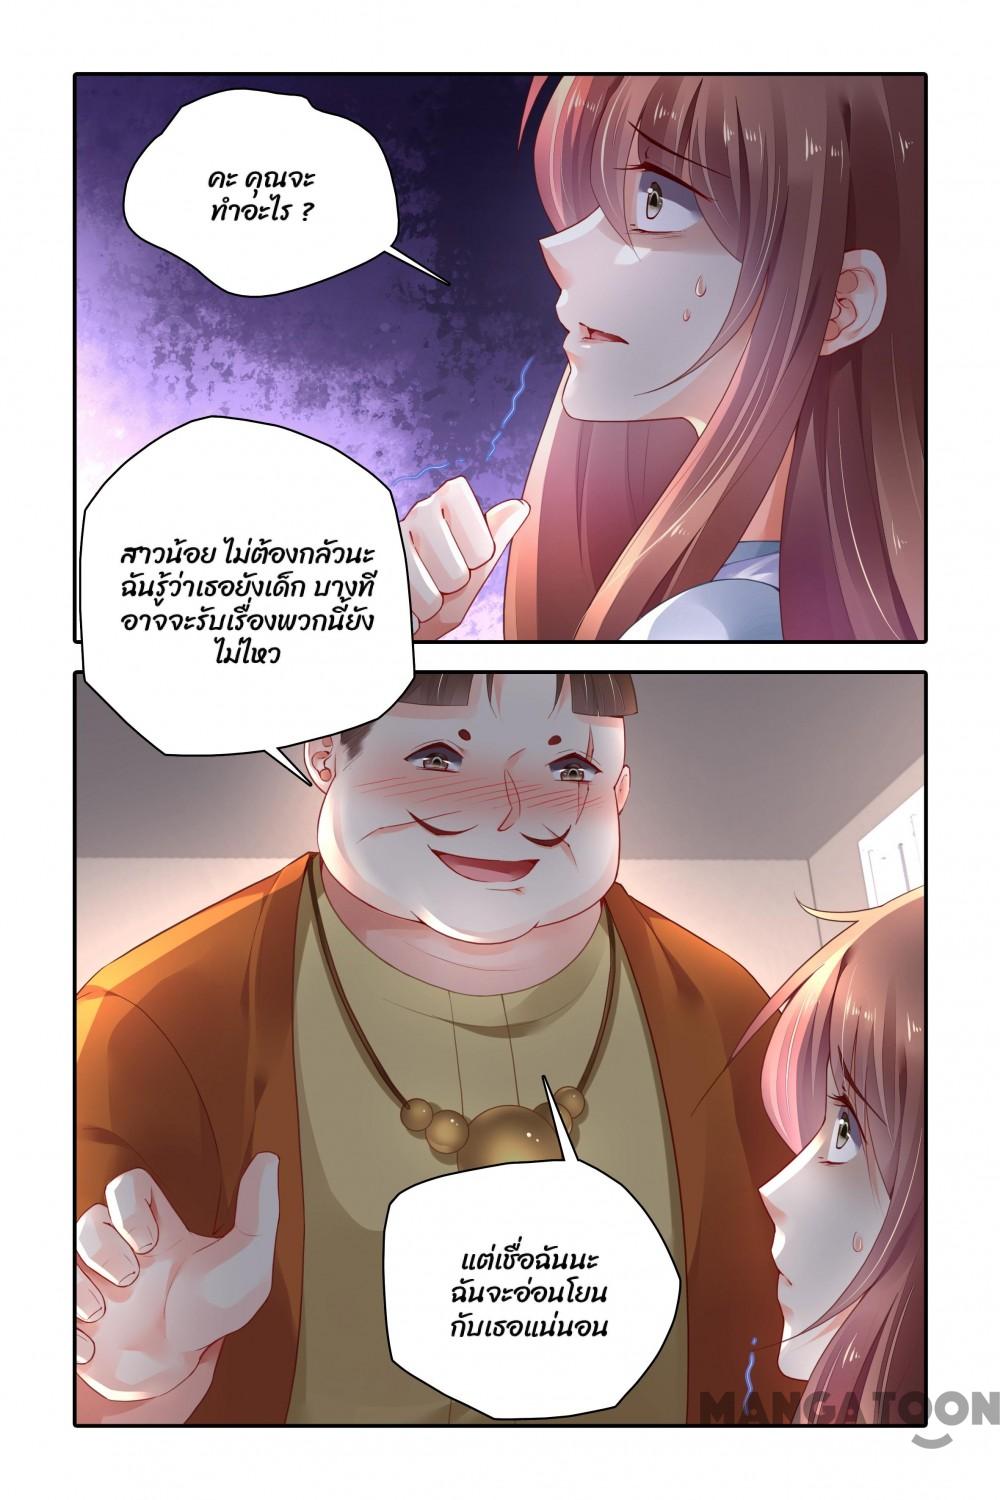 คะ คุณจะ
ทำอะไร ?
สาวน้อย ไม่ต้องกลัวนะ
ฉันรู้ว่าเธอยังเด็ก บางที
อาจจะรับเรื่องพวกนี้ยัง
ไม่ไหว
แต่เชื่อฉันนะ
ฉันจะอ่อนโยน
กับเธอแน่นอน
MANGATOON